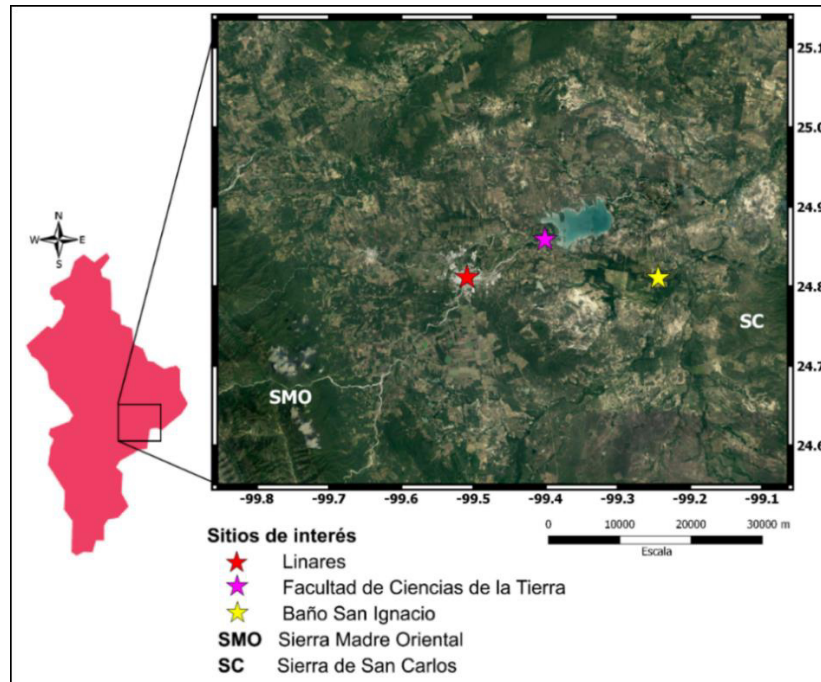 25.1
25.0
24.9
24.8
24.7
24.6
N
W E
S
SC
SMO
-99.8 -99.7 -99.6 -99.5 -99.4 -99.3 -99.2 -99.1
0 10000 20000 30000 m
Escala
Sitios de interés
Linares
Facultad de Ciencias de la Tierra
Baño San Ignacio
SMO Sierra Madre Oriental
SC Sierra de San Carlos